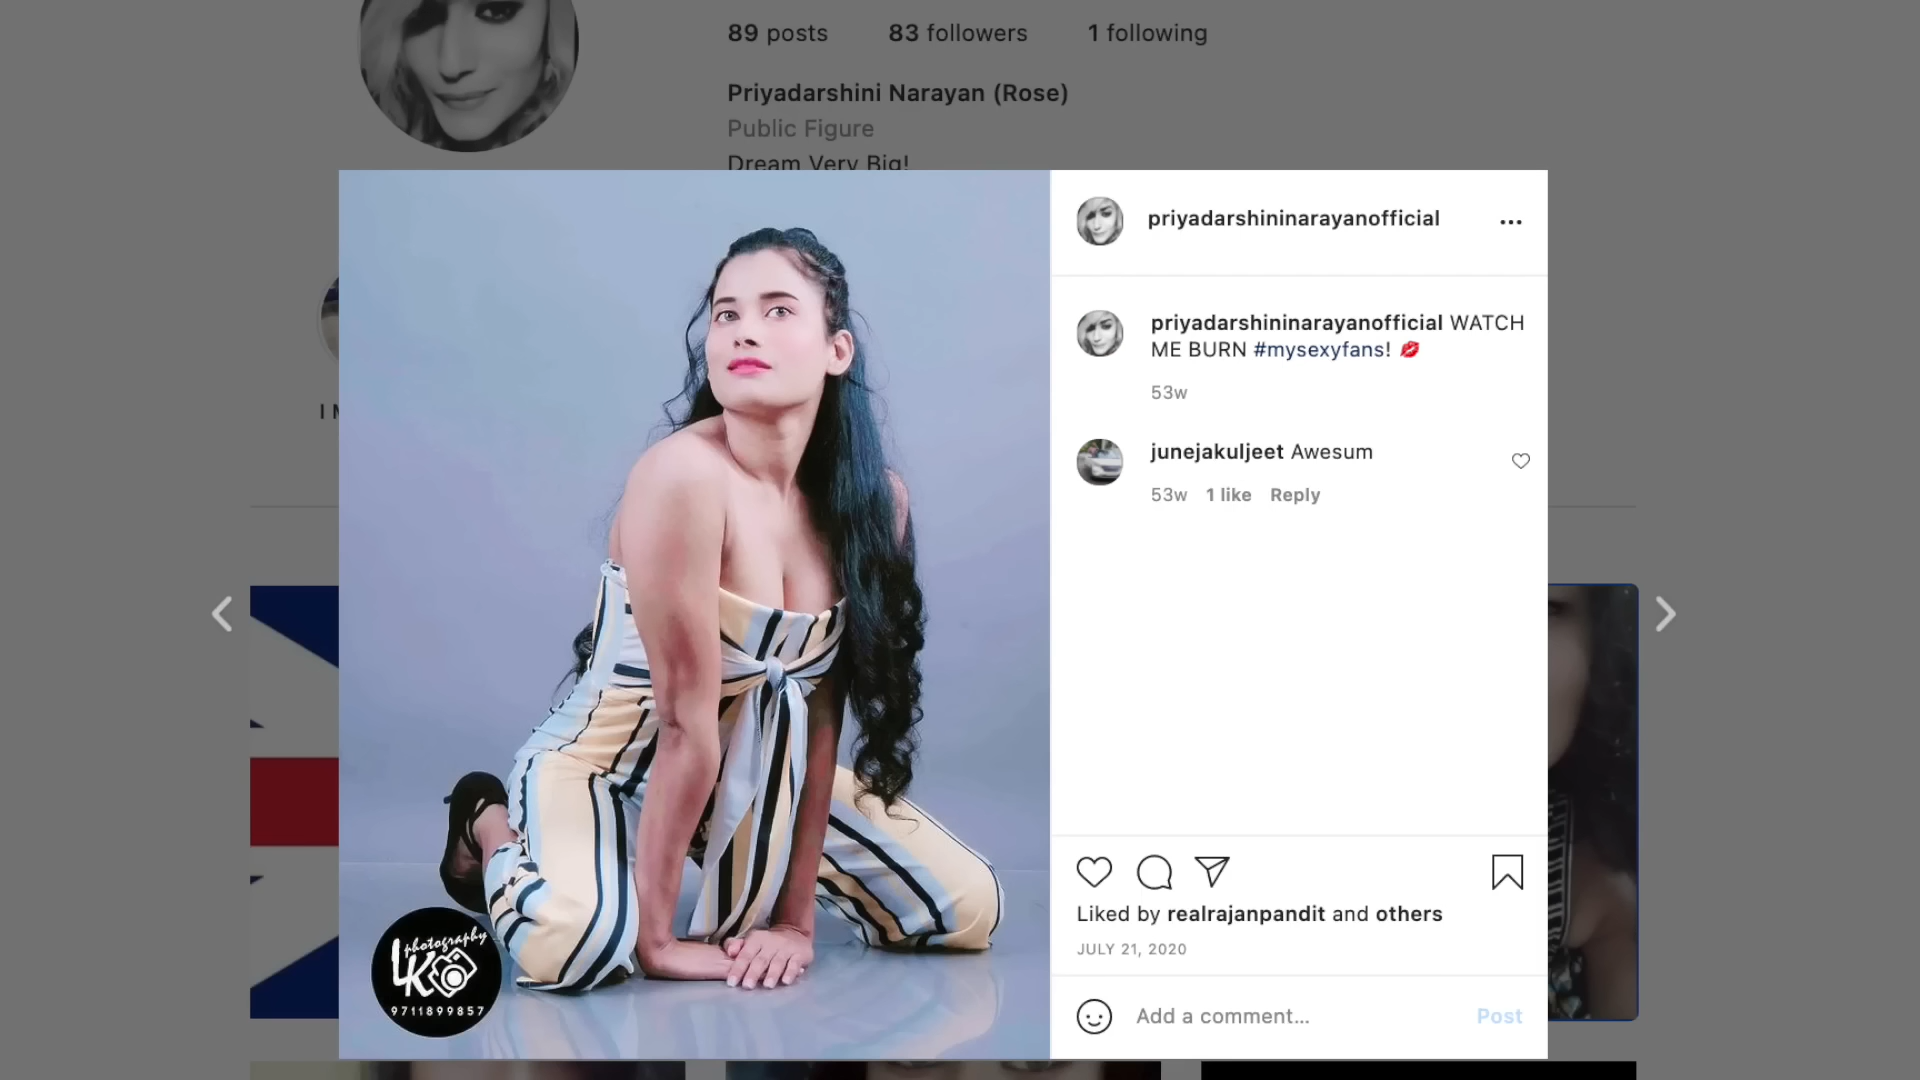 89 posts 83 followers 1 following
Priyadarshini Narayan (Rose)
Public Figure
Dream Very Big!
priyadarshininarayanofficial
priyadarshininarayanofficial WATCH
ME BURN #mysexyfans! 💋
53w
junejakuljeet Awesum
53w 1 like Reply
Liked by realrajanpandit and others
JULY 21, 2020
Add a comment... Post
LK photography
9711899857